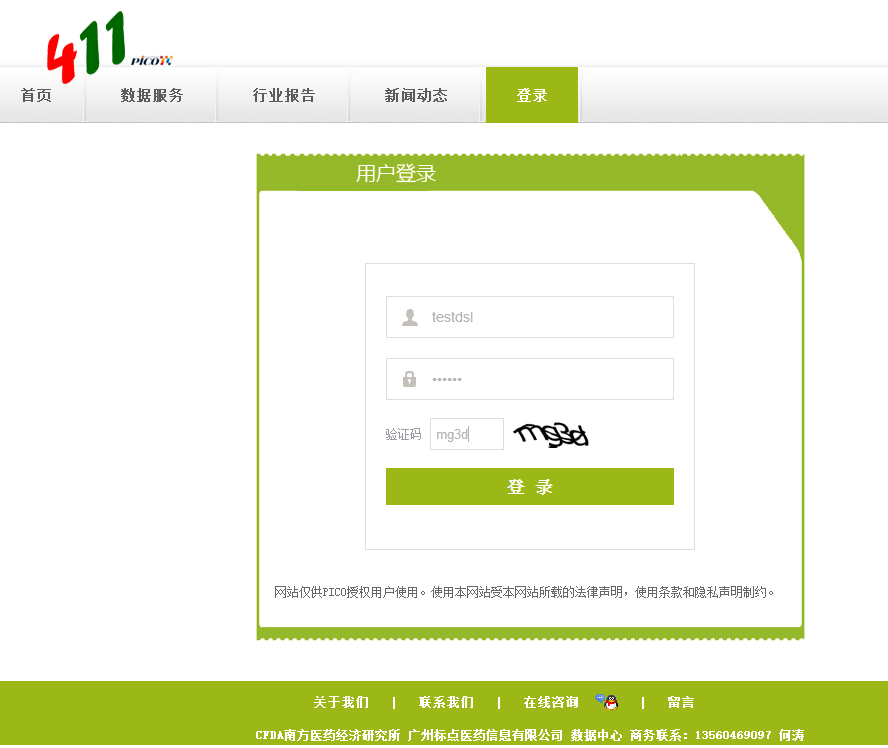 411 PICO
首页 数据服务 行业报告 新闻动态 登录
用户登录
testdsl
••••••
验证码 mg3d mg3d
登 录
网站仅供PICO授权用户使用。使用本网站受本网站所载的法律声明，使用条款和隐私声明制约。
关于我们 | 联系我们 | 在线咨询 | 留言
CFDA南方医药经济研究所 广州标点医药信息有限公司 数据中心 商务联系：13560469097 何涛